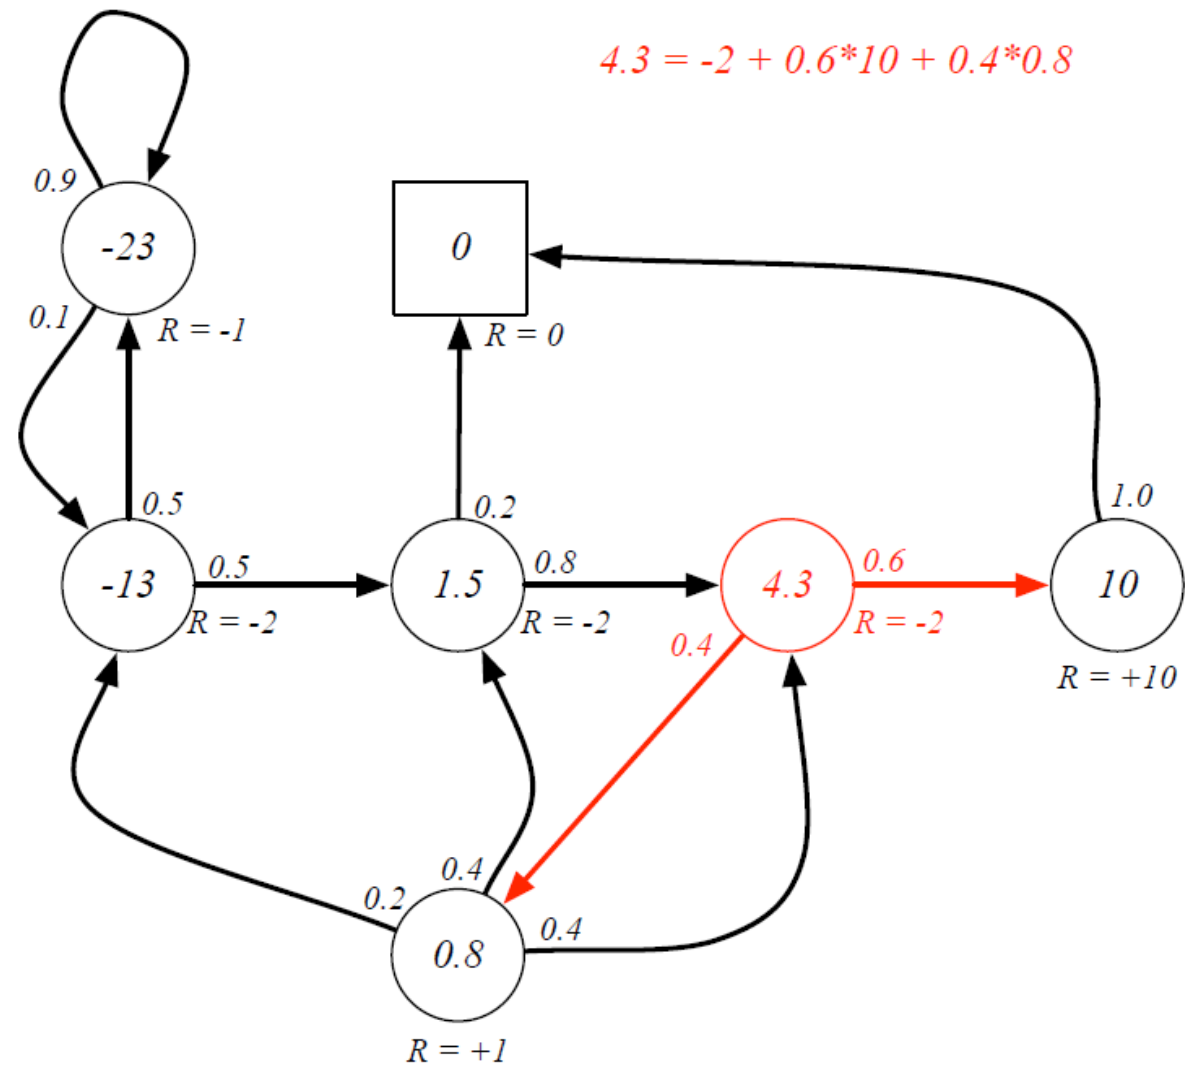 4.3 = -2 + 0.6*10 + 0.4*0.8
0.9
-23
0
0.1
R = -1
R = 0
0.5
0.2
1.0
-13
0.5
R = -2
1.5
0.8
R = -2
4.3
0.6
R = -2
10
0.4
R = +10
0.4
0.2
0.8
0.4
R = +1